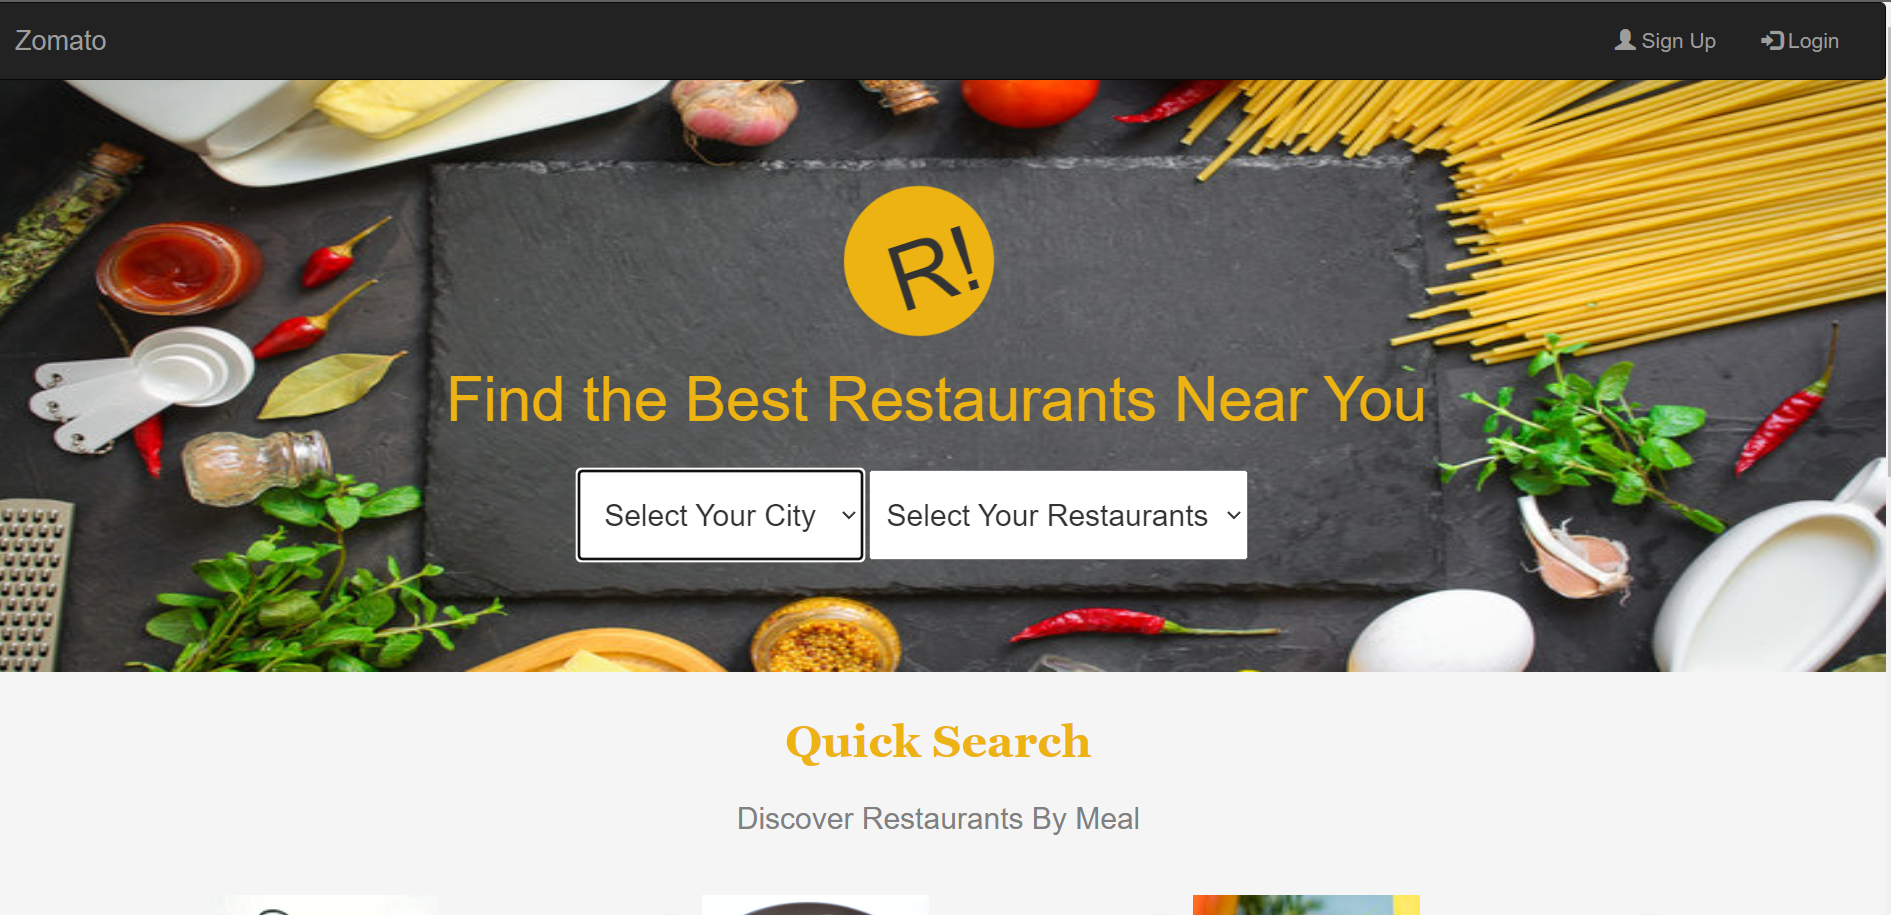 Zomato
Sign Up
Login
R!
Find the Best Restaurants Near You
Select Your City
Select Your Restaurants
Quick Search
Discover Restaurants By Meal